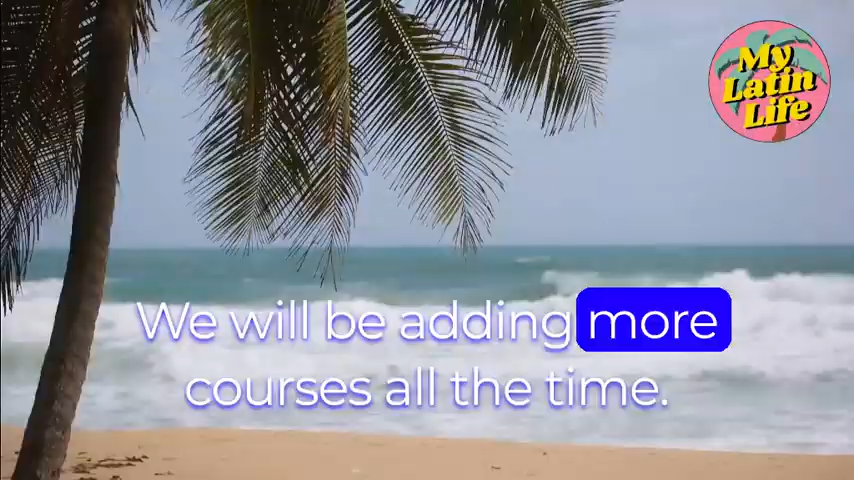 My
Latin
Life
We will be adding more
courses all the time.